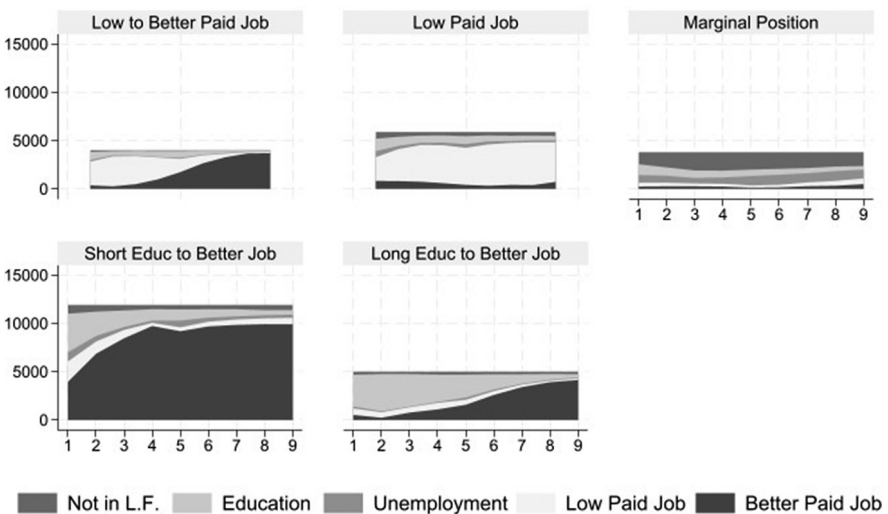 Low to Better Paid Job
Low Paid Job
Marginal Position
15000
10000
5000
0
1 2 3 4 5 6 7 8 9
Short Educ to Better Job
Long Educ to Better Job
15000
10000
5000
0
1 2 3 4 5 6 7 8 9
1 2 3 4 5 6 7 8 9
Not in L.F. Education Unemployment Low Paid Job Better Paid Job